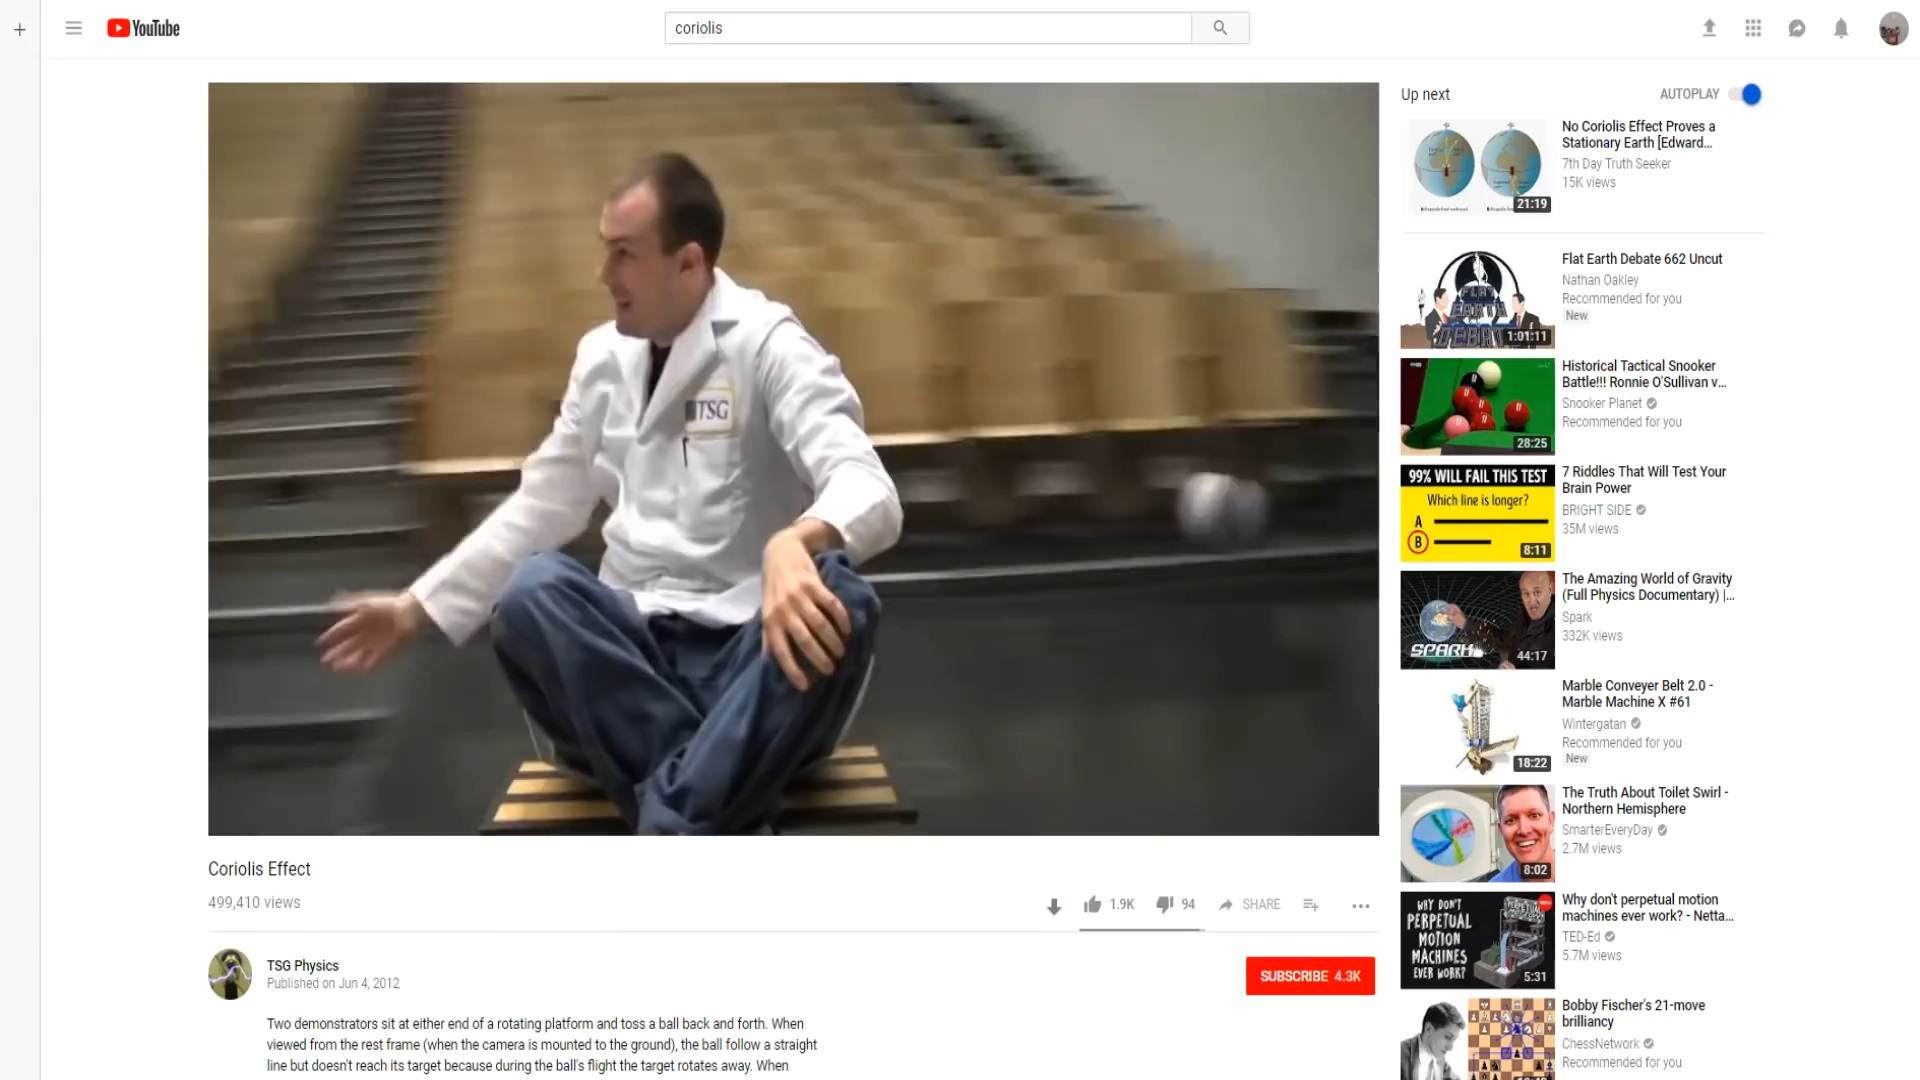 YouTube
coriolis
TSG
Coriolis Effect
499,410 views
1.9K
94
SHARE
TSG Physics
Published on Jun 4, 2012
SUBSCRIBE 4.3K
Two demonstrators sit at either end of a rotating platform and toss a ball back and forth. When
viewed from the rest frame (when the camera is mounted to the ground), the ball follow a straight
line but doesn't reach its target because during the ball's flight the target rotates away. When
Up next
AUTOPLAY
21:19
No Coriolis Effect Proves a
Stationary Earth [Edward...
7th Day Truth Seeker
15K views
FLAT
EARTH
DEBATE
1:01:11
Flat Earth Debate 662 Uncut
Nathan Oakley
Recommended for you
New
28:25
Historical Tactical Snooker
Battle!!! Ronnie O'Sullivan v...
Snooker Planet
Recommended for you
99% WILL FAIL THIS TEST
Which line is longer?
A
B
8:11
7 Riddles That Will Test Your
Brain Power
BRIGHT SIDE
35M views
SPARK
44:17
The Amazing World of Gravity
(Full Physics Documentary) |...
Spark
332K views
18:22
Marble Conveyer Belt 2.0 -
Marble Machine X #61
Wintergatan
Recommended for you
New
8:02
The Truth About Toilet Swirl -
Northern Hemisphere
SmarterEveryDay
2.7M views
WHY DON'T
PERPETUAL
MOTION
MACHINES
EVER WORK?
5:31
Why don't perpetual motion
machines ever work? - Netta...
TED-Ed
5.7M views
Bobby Fischer's 21-move
brilliancy
ChessNetwork
Recommended for you